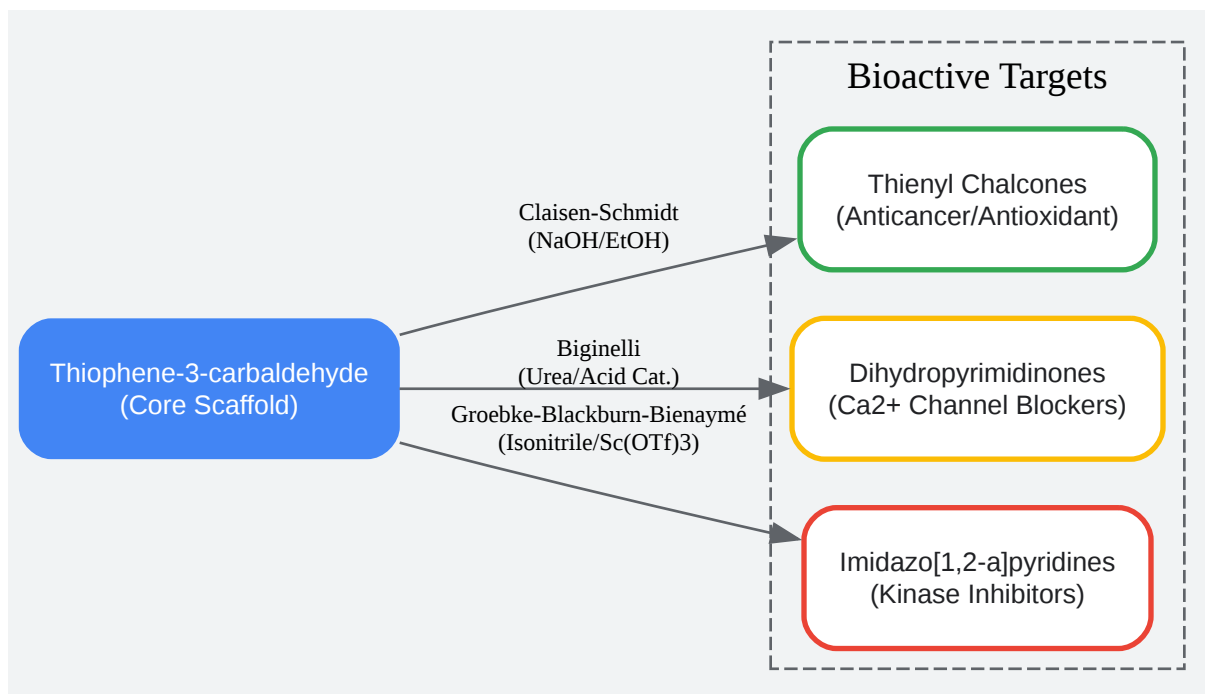 Bioactive Targets
Thienyl Chalcones
(Anticancer/Antioxidant)
Claisen-Schmidt
(NaOH/EtOH)
Biginelli
(Urea/Acid Cat.)
Thiophene-3-carbaldehyde
(Core Scaffold)
Dihydropyrimidinones
(Ca2+ Channel Blockers)
Groebke-Blackburn-Bienaymé
(Isonitrile/Sc(OTf)3)
Imidazo[1,2-a]pyridines
(Kinase Inhibitors)